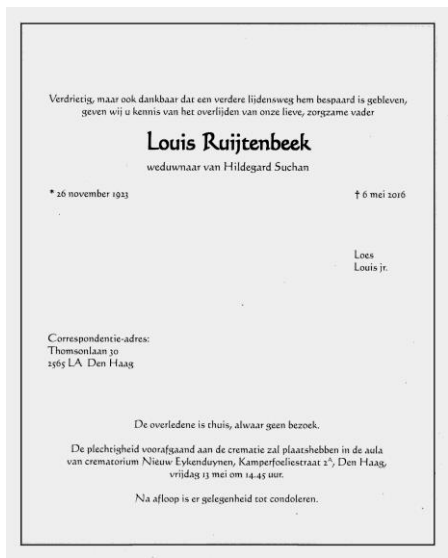 Verdrietig, maar ook dankbaar dat een verdere lijdensweg hem bespaard is gebleven,
geven wij u kennis van het overlijden van onze lieve, zorgzame vader
Louis Ruijtenbeek
weduwnaar van Hildegard Suchan
* 26 november 1923
† 6 mei 2016
Loes
Louis jr.
Correspondentie-adres:
Thomsonlaan 30
2565 LA Den Haag
De overledene is thuis, alwaar geen bezoek.
De plechtigheid voorafgaand aan de crematie zal plaatshebben in de aula
van crematorium Nieuw Eykenduynen, Kamperfoeliestraat 2ᴬ, Den Haag,
vrijdag 13 mei om 14.45 uur.
Na afloop is er gelegenheid tot condoleren.